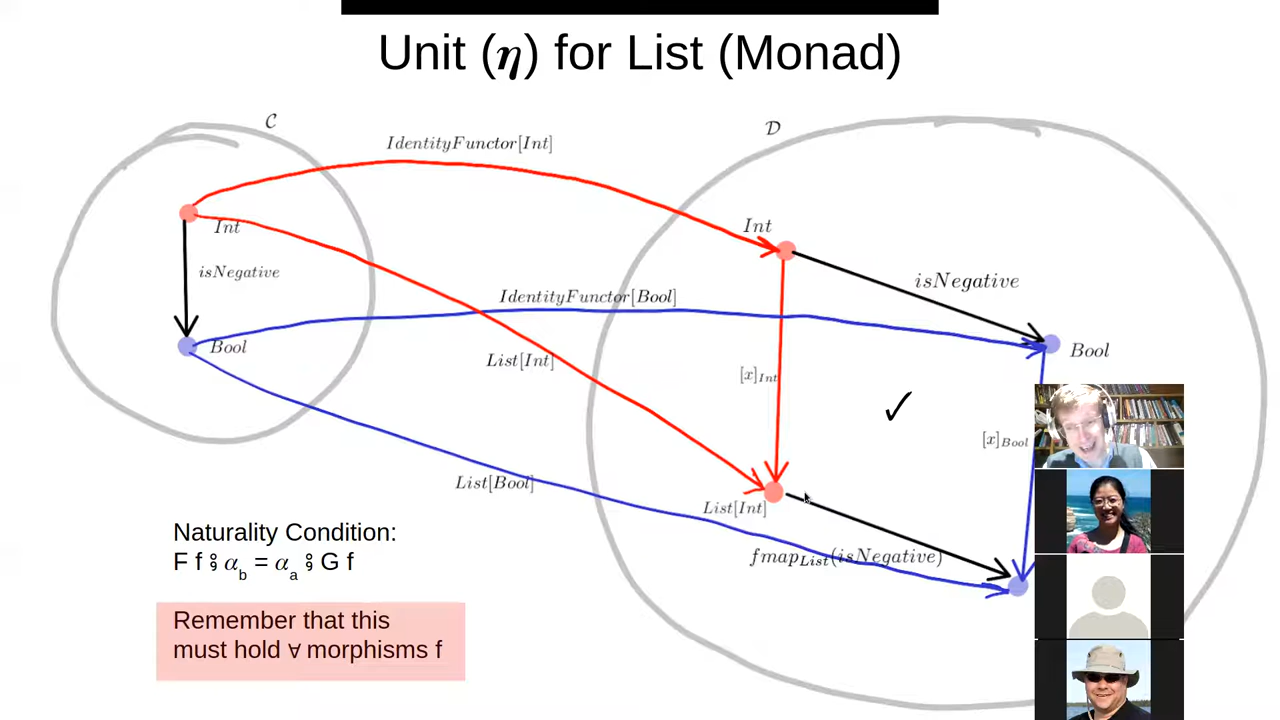 Unit (η) for List (Monad)
𝒞
IdentityFunctor[Int]
𝒟
Int
Int
isNegative
isNegative
IdentityFunctor[Bool]
Bool
Bool
List[Int]
[x]Int
✓
[x]Bool
List[Bool]
List[Int]
fmapList(isNegative)
Naturality Condition:
F f ⨟ αb = αa ⨟ G f
Remember that this
must hold ∀ morphisms f